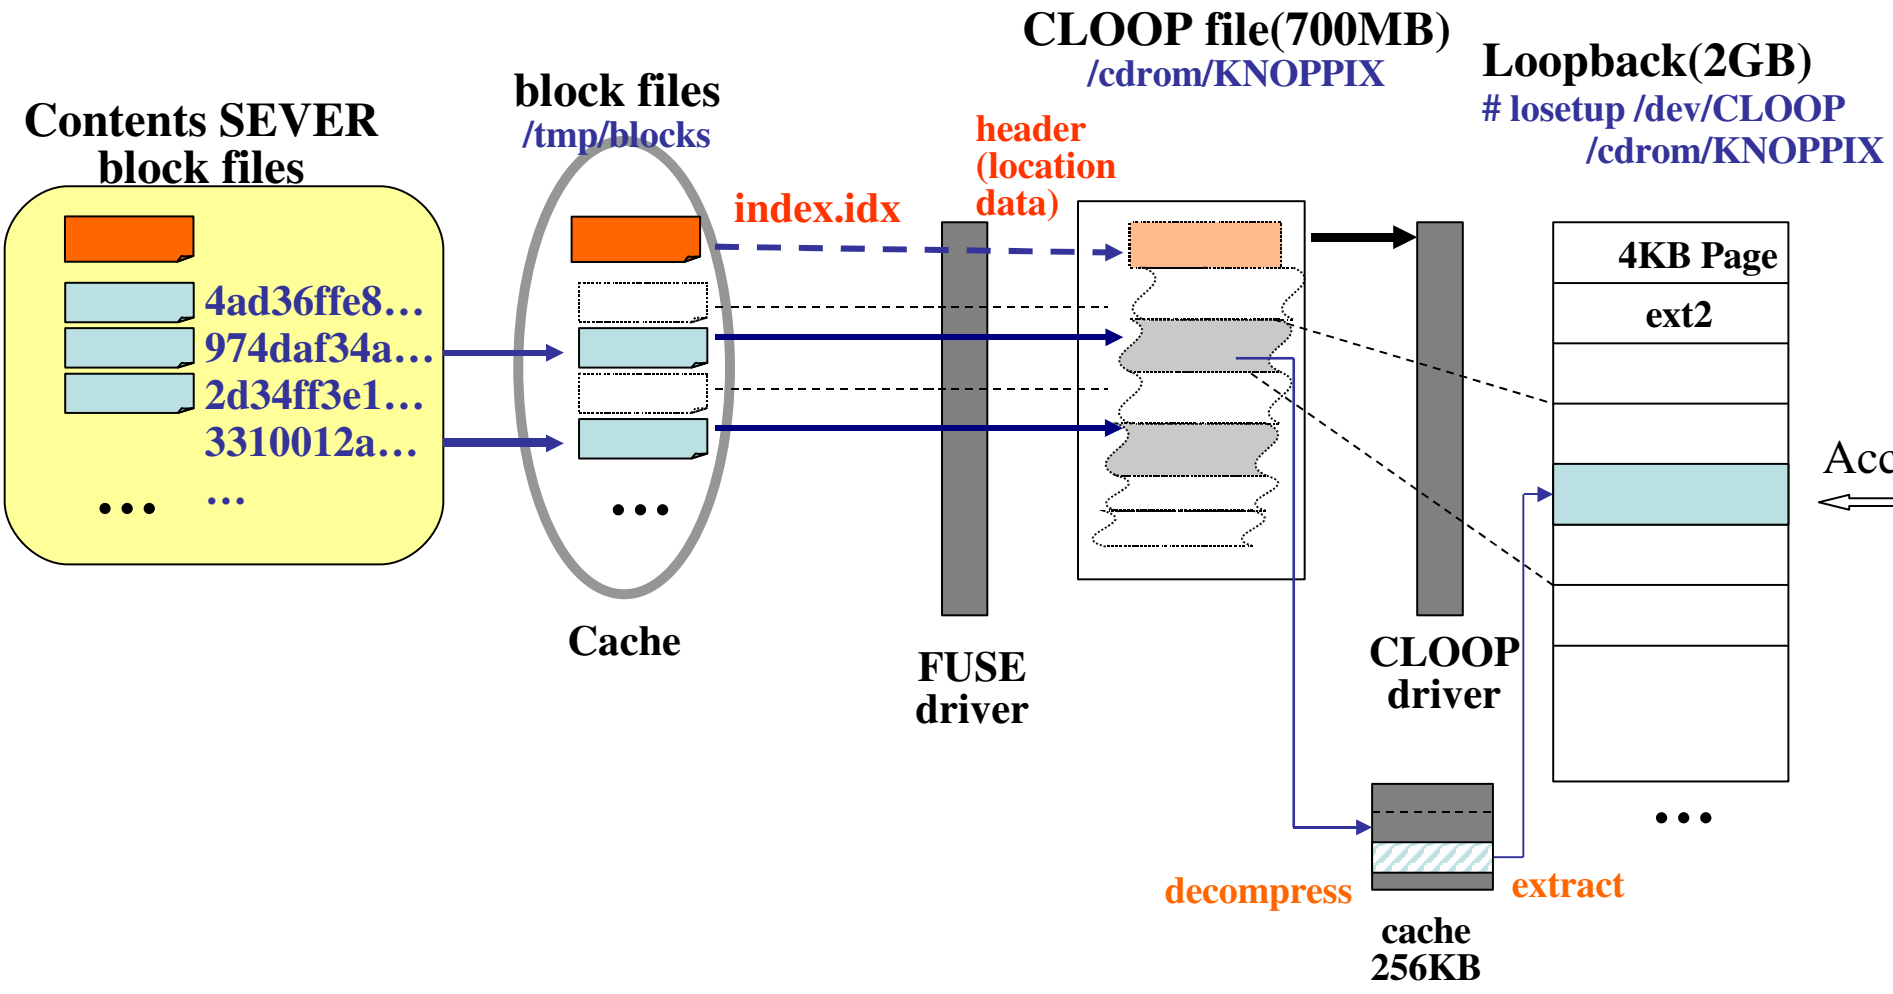 CLOOP file(700MB)
/cdrom/KNOPPIX
Loopback(2GB)
# losetup /dev/CLOOP
/cdrom/KNOPPIX
block files
/tmp/blocks
Contents SEVER
block files
header
(location
data)
index.idx
4KB Page
ext2
4ad36ffe8…
974daf34a…
2d34ff3e1…
3310012a…
…
...
...
Acc
Cache
FUSE
driver
CLOOP
driver
...
decompress
extract
cache
256KB